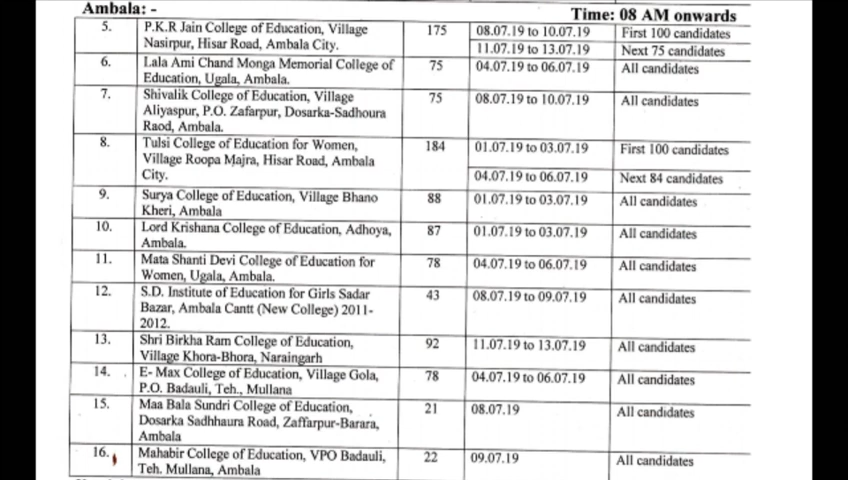 Ambala: -
Time: 08 AM onwards
5. P.K.R Jain College of Education, Village 175 08.07.19 to 10.07.19 First 100 candidates
Nasirpur, Hisar Road, Ambala City. 11.07.19 to 13.07.19 Next 75 candidates
6. Lala Ami Chand Monga Memorial College of 75 04.07.19 to 06.07.19 All candidates
Education, Ugala, Ambala.
7. Shivalik College of Education, Village 75 08.07.19 to 10.07.19 All candidates
Aliyaspur, P.O. Zafarpur, Dosarka-Sadhoura
Raod, Ambala.
8. Tulsi College of Education for Women, 184 01.07.19 to 03.07.19 First 100 candidates
Village Roopa Majra, Hisar Road, Ambala
City. 04.07.19 to 06.07.19 Next 84 candidates
9. Surya College of Education, Village Bhano 88 01.07.19 to 03.07.19 All candidates
Kheri, Ambala
10. Lord Krishana College of Education, Adhoya, 87 01.07.19 to 03.07.19 All candidates
Ambala.
11. Mata Shanti Devi College of Education for 78 04.07.19 to 06.07.19 All candidates
Women, Ugala, Ambala.
12. S.D. Institute of Education for Girls Sadar 43 08.07.19 to 09.07.19 All candidates
Bazar, Ambala Cantt (New College) 2011-
2012.
13. Shri Birkha Ram College of Education, 92 11.07.19 to 13.07.19 All candidates
Village Khora-Bhora, Naraingarh
14. E- Max College of Education, Village Gola, 78 04.07.19 to 06.07.19 All candidates
P.O. Badauli, Teh., Mullana
15. Maa Bala Sundri College of Education, 21 08.07.19 All candidates
Dosarka Sadhhaura Road, Zaffarpur-Barara,
Ambala
16. Mahabir College of Education, VPO Badauli, 22 09.07.19 All candidates
Teh. Mullana, Ambala